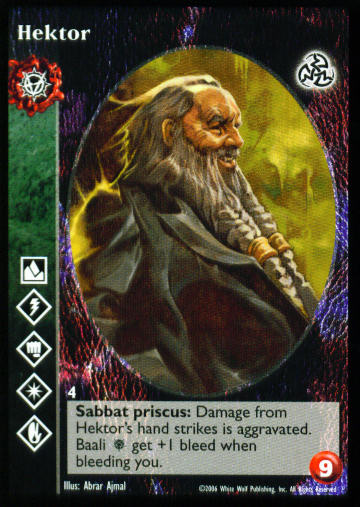 Hektor
4
Sabbat priscus: Damage from
Hektor's hand strikes is aggravated.
Baali get +1 bleed when
bleeding you.
9
Illus: Abrar Ajmal
©2006 White Wolf Publishing, Inc. All Rights Reserved